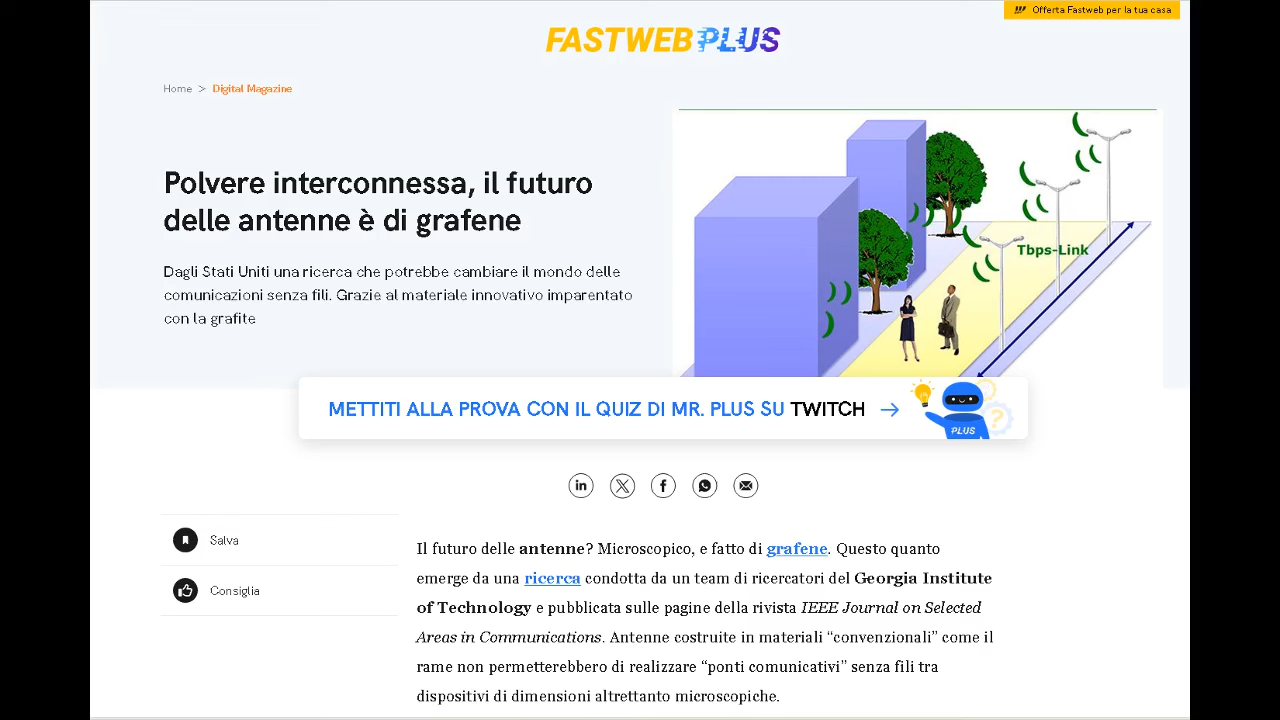 Offerta Fastweb per la tua casa
FASTWEB PLUS
Home > Digital Magazine
Polvere interconnessa, il futuro
delle antenne è di grafene
Dagli Stati Uniti una ricerca che potrebbe cambiare il mondo delle
comunicazioni senza fili. Grazie al materiale innovativo imparentato
con la grafite
Tbps-Link
METTITI ALLA PROVA CON IL QUIZ DI MR. PLUS SU TWITCH →
?
PLUS
Salva
Consiglia
Il futuro delle antenne? Microscopico, e fatto di grafene. Questo quanto
emerge da una ricerca condotta da un team di ricercatori del Georgia Institute
of Technology e pubblicata sulle pagine della rivista IEEE Journal on Selected
Areas in Communications. Antenne costruite in materiali “convenzionali” come il
rame non permetterebbero di realizzare “ponti comunicativi” senza fili tra
dispositivi di dimensioni altrettanto microscopiche.